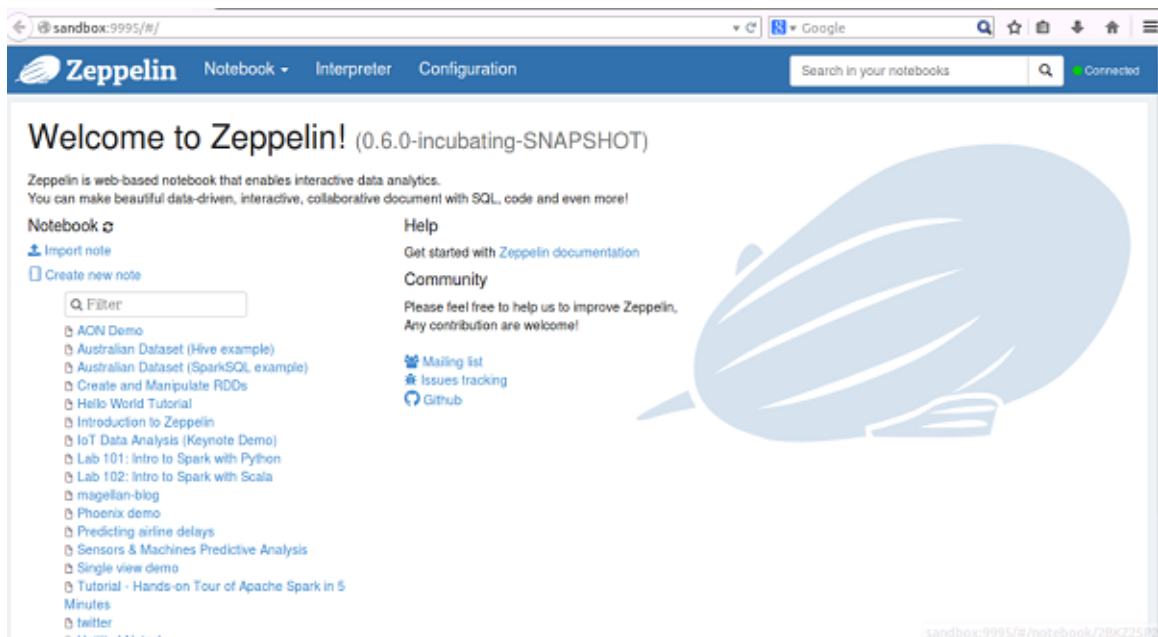 sandbox:9995/#/
Google
Zeppelin
Notebook
Interpreter
Configuration
Search in your notebooks
Connected
Welcome to Zeppelin! (0.6.0-incubating-SNAPSHOT)
Zeppelin is web-based notebook that enables interactive data analytics.
You can make beautiful data-driven, interactive, collaborative document with SQL, code and even more!
Notebook
Import note
Create new note
Filter
AON Demo
Australian Dataset (Hive example)
Australian Dataset (SparkSQL example)
Create and Manipulate RDDs
Hello World Tutorial
Introduction to Zeppelin
IoT Data Analysis (Keynote Demo)
Lab 101: Intro to Spark with Python
Lab 102: Intro to Spark with Scala
magellan-blog
Phoenix demo
Predicting airline delays
Sensors & Machines Predictive Analysis
Single view demo
Tutorial - Hands-on Tour of Apache Spark in 5
Minutes
twitter
Help
Get started with Zeppelin documentation
Community
Please feel free to help us to improve Zeppelin,
Any contribution are welcome!
Mailing list
Issues tracking
Github